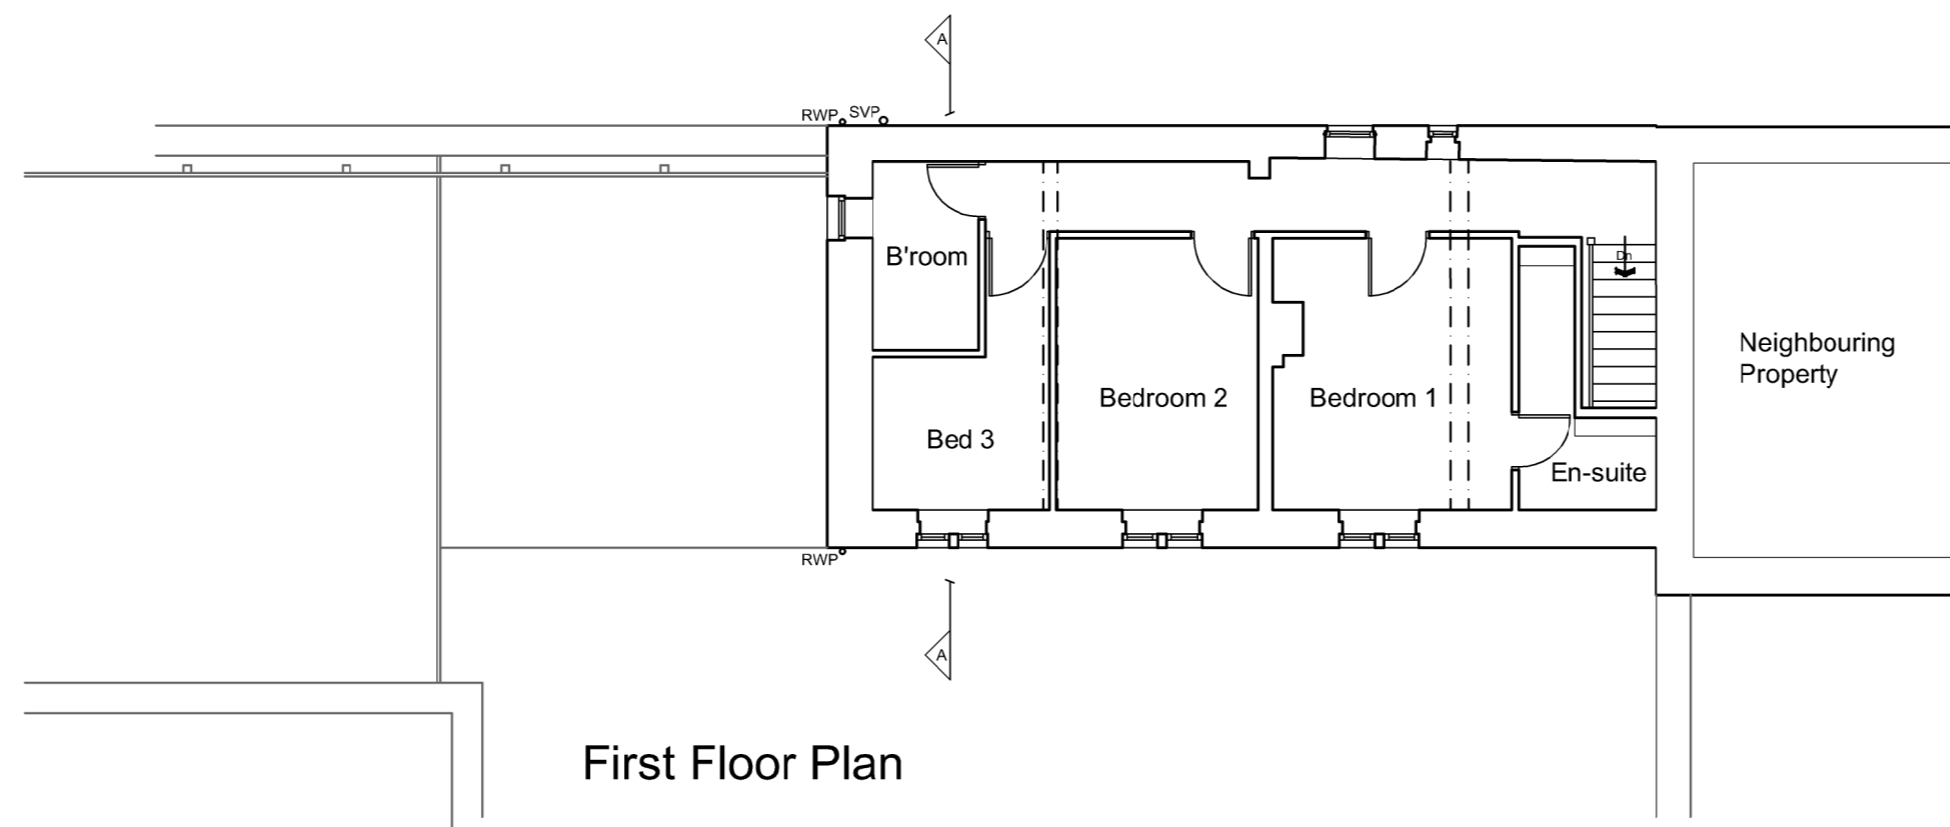 A
RWP SVP
B'room
Dn
Neighbouring
Property
Bedroom 2
Bedroom 1
Bed 3
En-suite
RWP
A
First Floor Plan